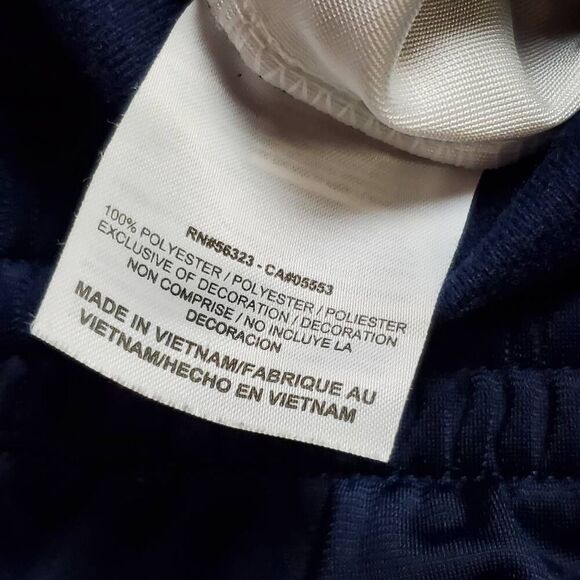 RN#56323 - CA#05553
100% POLYESTER / POLYESTER / POLIESTER
EXCLUSIVE OF DECORATION / DECORATION
NON COMPRISE / NO INCLUYE LA
DECORACION
MADE IN VIETNAM/FABRIQUE AU
VIETNAM/HECHO EN VIETNAM